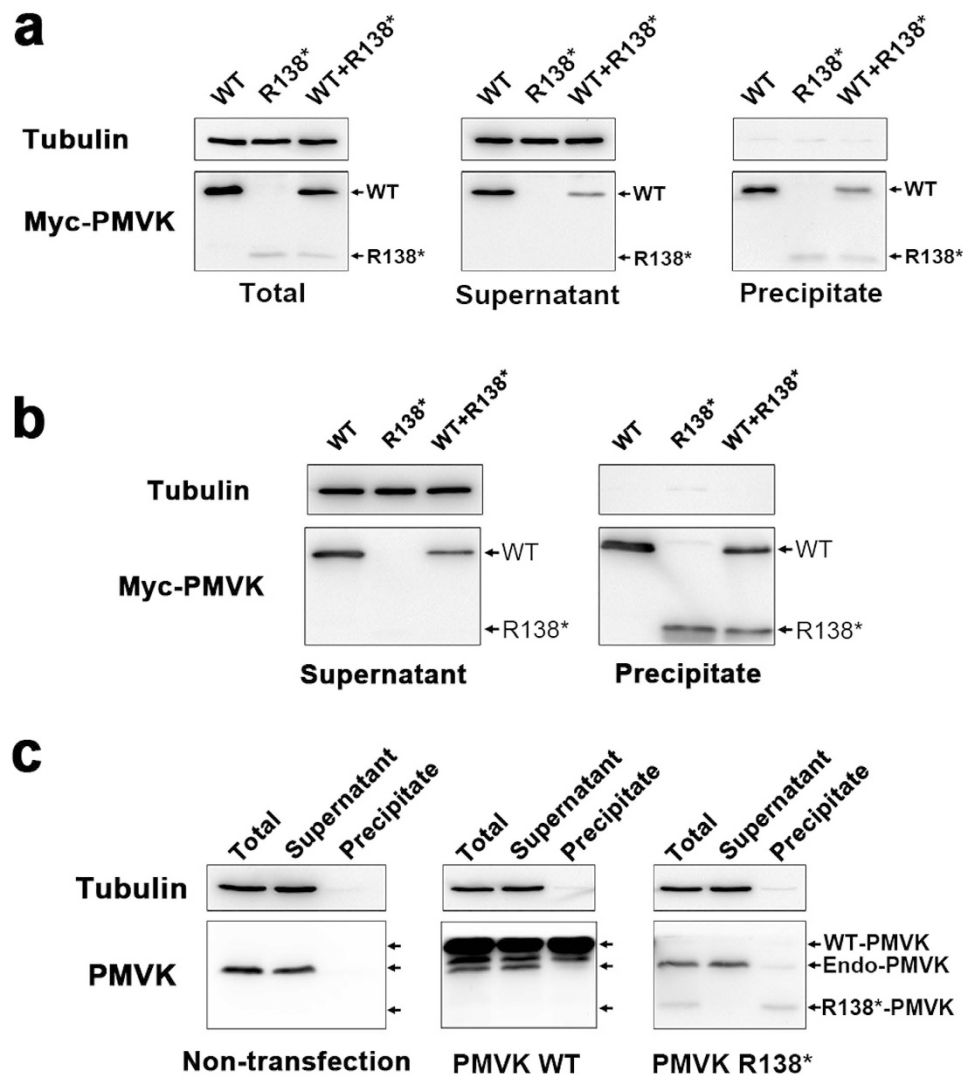 a
WT R138* WT+R138* WT R138* WT+R138* WT R138* WT+R138*
Tubulin
Myc-PMVK
WT WT WT
R138* R138* R138*
Total Supernatant Precipitate
b
WT R138* WT+R138* WT R138* WT+R138*
Tubulin
Myc-PMVK
WT WT
R138* R138*
Supernatant Precipitate
c
Total Supernatant Precipitate Total Supernatant Precipitate Total Supernatant Precipitate
Tubulin
PMVK
WT-PMVK
Endo-PMVK
R138*-PMVK
Non-transfection PMVK WT PMVK R138*